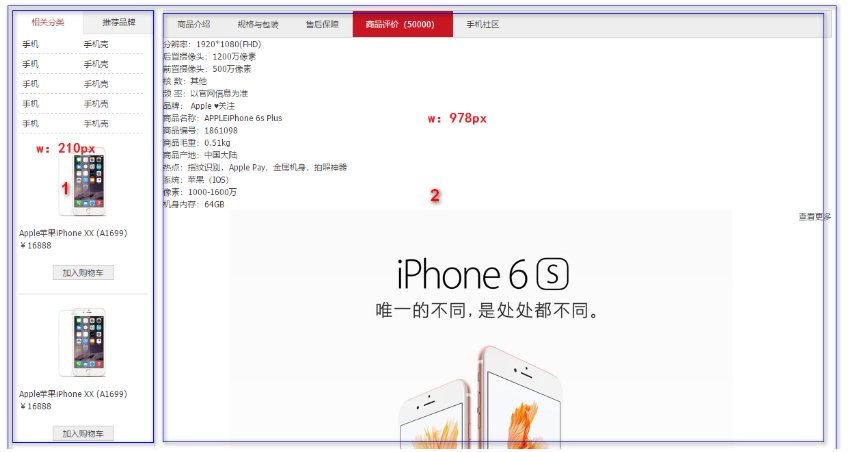 相关分类 推荐品牌
手机 手机壳
手机 手机壳
手机 手机壳
手机 手机壳
手机 手机壳
w: 210px
1
Apple苹果iPhone XX (A1699)
￥16888
加入购物车
Apple苹果iPhone XX (A1699)
￥16888
加入购物车
商品介绍 规格与包装 售后保障 商品评价（50000） 手机社区
分辨率：1920*1080(FHD)
后置摄像头：1200万像素
前置摄像头：500万像素
核 数：其他
频 率：以官网信息为准
品牌： Apple ♥关注
商品名称：APPLEiPhone 6s Plus
商品编号：1861098
商品毛重：0.51kg
商品产地：中国大陆
热点：指纹识别，Apple Pay，金属机身，拍照神器
系统：苹果（IOS）
像素：1000-1600万
机身内存：64GB
w: 978px
2
查看更多
iPhone 6 S
唯一的不同，是处处都不同。